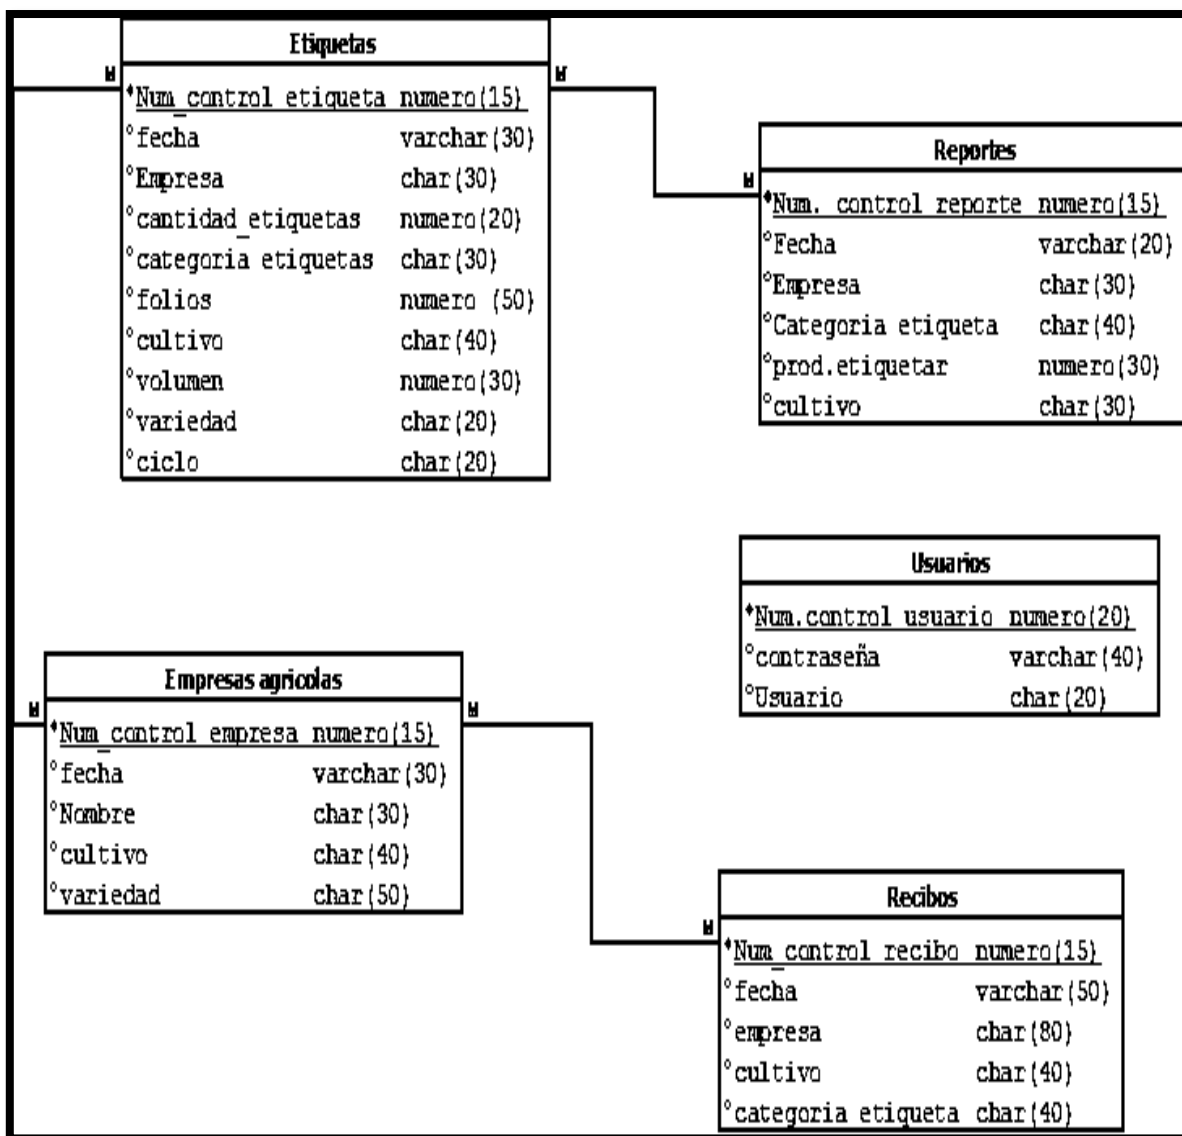 Etiquetas
M
M
*Num_control etiqueta numero(15)
°fecha varchar(30)
°Empresa char(30)
°cantidad_etiquetas numero(20)
°categoria etiquetas char(30)
°folios numero (50)
°cultivo char(40)
°volumen numero(30)
°variedad char(20)
°ciclo char(20)
Reportes
M
*Num. control reporte numero(15)
°Fecha varchar(20)
°Empresa char(30)
°Categoria etiqueta char(40)
°prod.etiquetar numero(30)
°cultivo char(30)
Usuarios
*Num.control usuario numero(20)
°contraseña varchar(40)
°Usuario char(20)
Empresas agricolas
M
M
*Num_control empresa numero(15)
°fecha varchar(30)
°Nombre char(30)
°cultivo char(40)
°variedad char(50)
Recibos
M
*Num_control recibo numero(15)
°fecha varchar(50)
°empresa char(80)
°cultivo char(40)
°categoria etiqueta char(40)